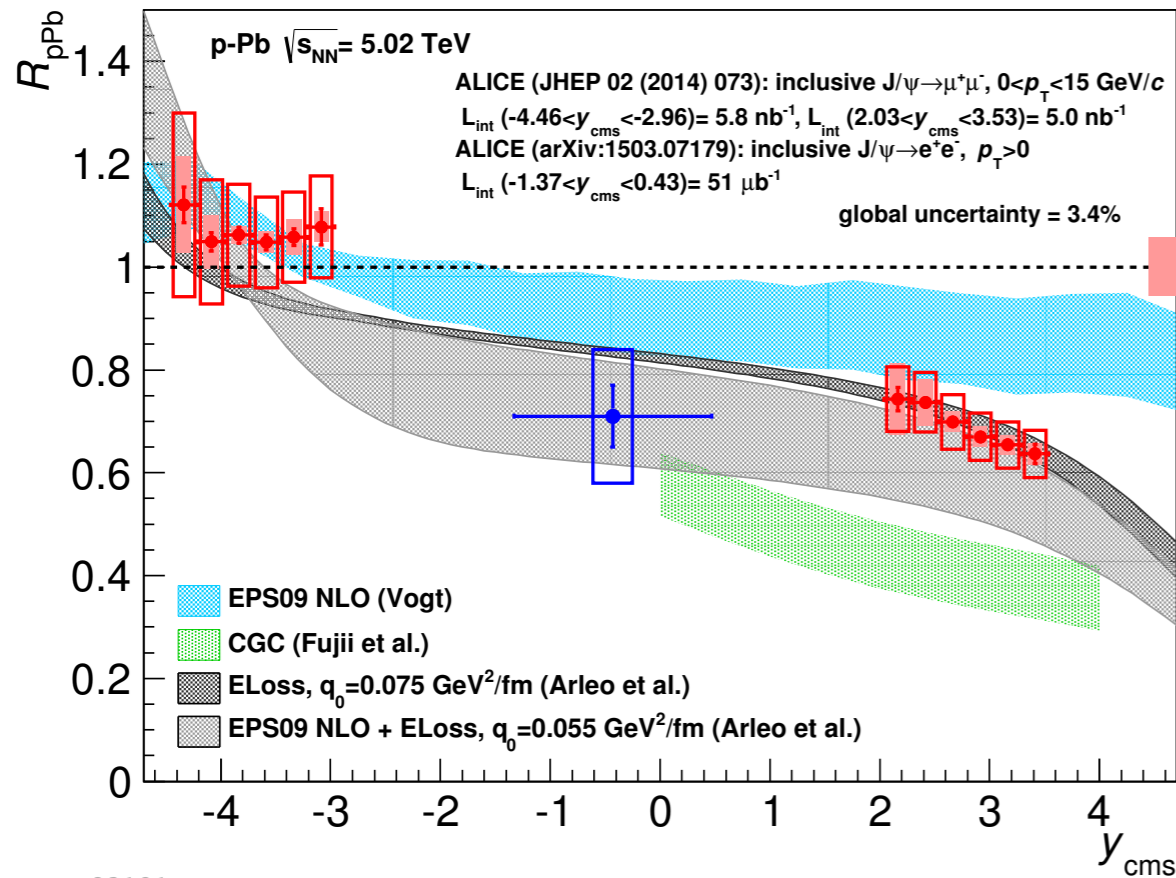 p-Pb √s_NN= 5.02 TeV
ALICE (JHEP 02 (2014) 073): inclusive J/ψ→μ⁺μ⁻, 0<p_T<15 GeV/c
L_int (-4.46<y_cms<-2.96)= 5.8 nb⁻¹, L_int (2.03<y_cms<3.53)= 5.0 nb⁻¹
ALICE (arXiv:1503.07179): inclusive J/ψ→e⁺e⁻, p_T>0
L_int (-1.37<y_cms<0.43)= 51 μb⁻¹
global uncertainty = 3.4%
R_pPb
1.4
1.2
1
0.8
0.6
0.4
0.2
0
EPS09 NLO (Vogt)
CGC (Fujii et al.)
ELoss, q₀=0.075 GeV²/fm (Arleo et al.)
EPS09 NLO + ELoss, q₀=0.055 GeV²/fm (Arleo et al.)
-4 -3 -2 -1 0 1 2 3 4
y_cms